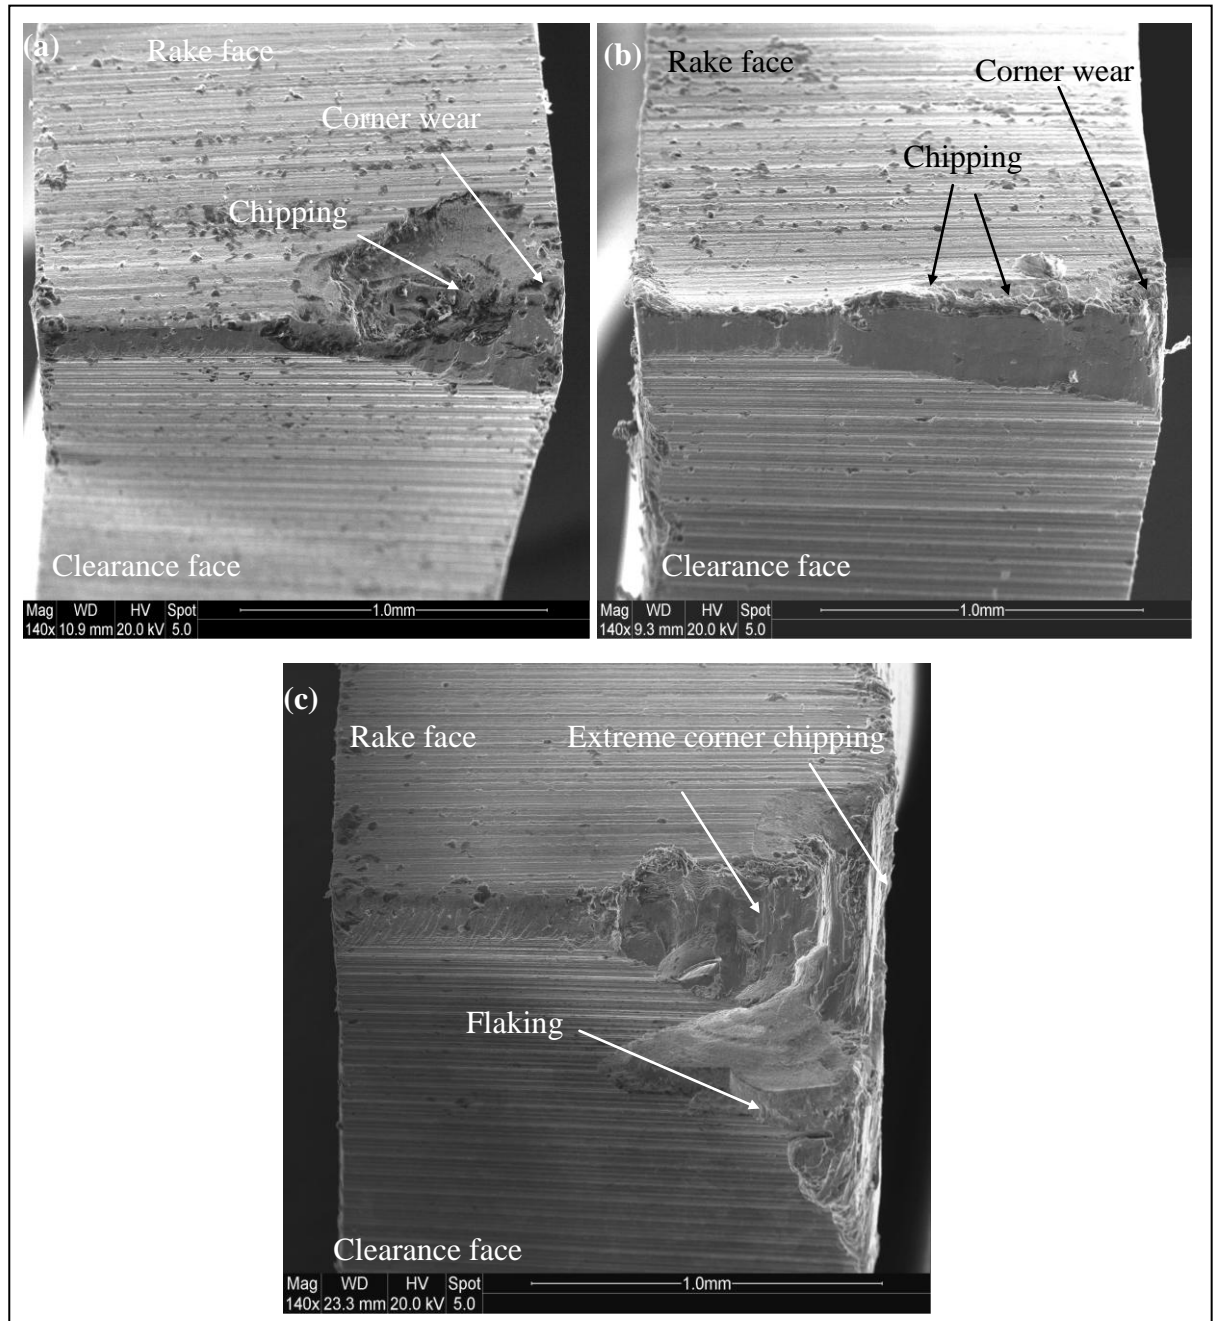 (a)
Rake face
Corner wear
Chipping
Clearance face
Mag WD HV Spot
140x 10.9 mm 20.0 kV 5.0
1.0mm
(b)
Rake face
Corner wear
Chipping
Clearance face
Mag WD HV Spot
140x 9.3 mm 20.0 kV 5.0
1.0mm
(c)
Rake face
Extreme corner chipping
Flaking
Clearance face
Mag WD HV Spot
140x 23.3 mm 20.0 kV 5.0
1.0mm